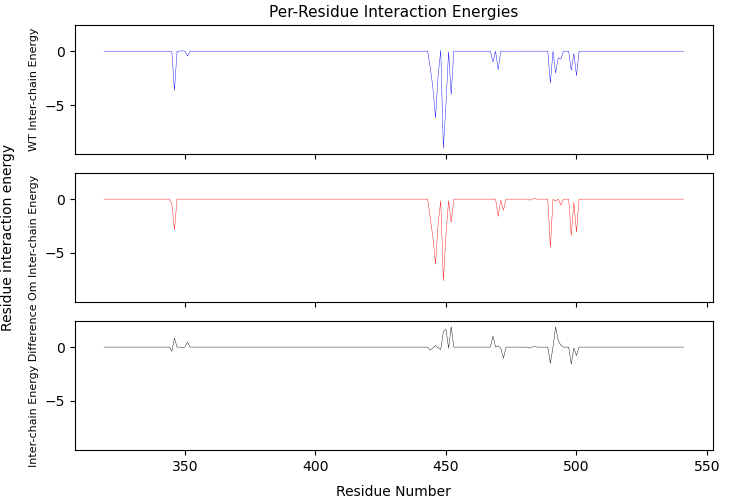 Per-Residue Interaction Energies
Residue interaction energy
WT Inter-chain Energy
0
−5
Om Inter-chain Energy
0
−5
Inter-chain Energy Difference
0
−5
350
400
450
500
550
Residue Number